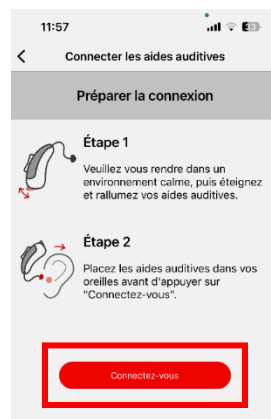 11:57
Connecter les aides auditives
Préparer la connexion
Étape 1
Veuillez vous rendre dans un
environnement calme, puis éteignez
et rallumez vos aides auditives.
Étape 2
Placez les aides auditives dans vos
oreilles avant d'appuyer sur
"Connectez-vous".
Connectez-vous